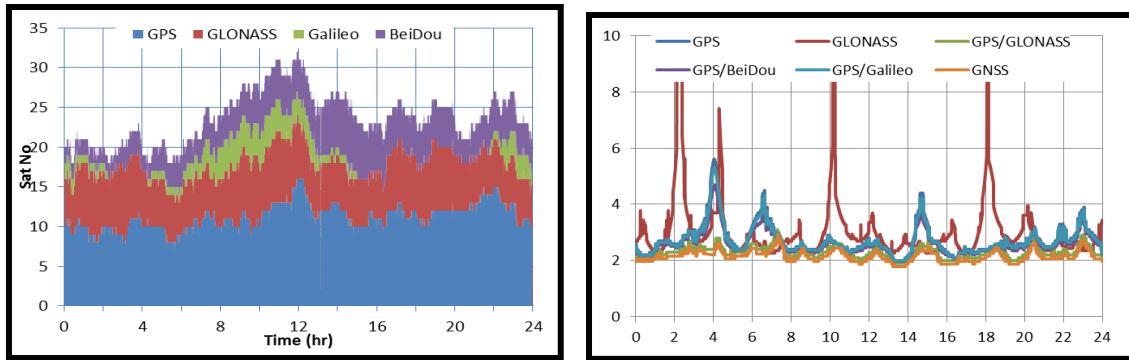 35
GPS GLONASS Galileo BeiDou
30
25
20
15
10
5
0
Sat No
0 4 8 12 16 20 24
Time (hr)
10
GPS GLONASS GPS/GLONASS
GPS/BeiDou GPS/Galileo GNSS
8
6
4
2
0
0 2 4 6 8 10 12 14 16 18 20 22 24